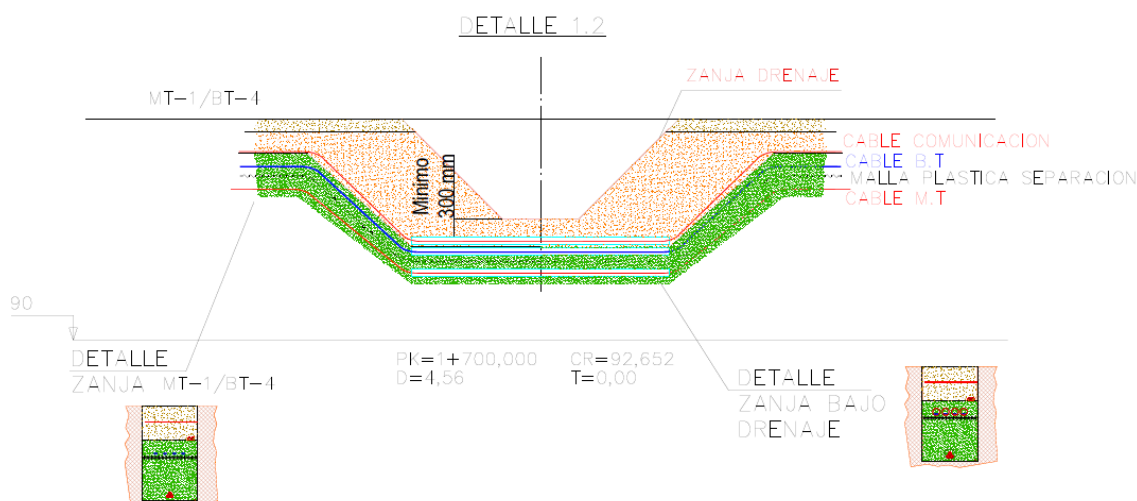 DETALLE 1.2
ZANJA DRENAJE
MT-1/BT-4
CABLE COMUNICACION
CABLE B.T
MALLA PLASTICA SEPARACION
CABLE M.T
Mínimo
300 mm
90
DETALLE
ZANJA MT-1/BT-4
PK=1+700,000 CR=92,652
D=4,56 T=0,00
DETALLE
ZANJA BAJO
DRENAJE